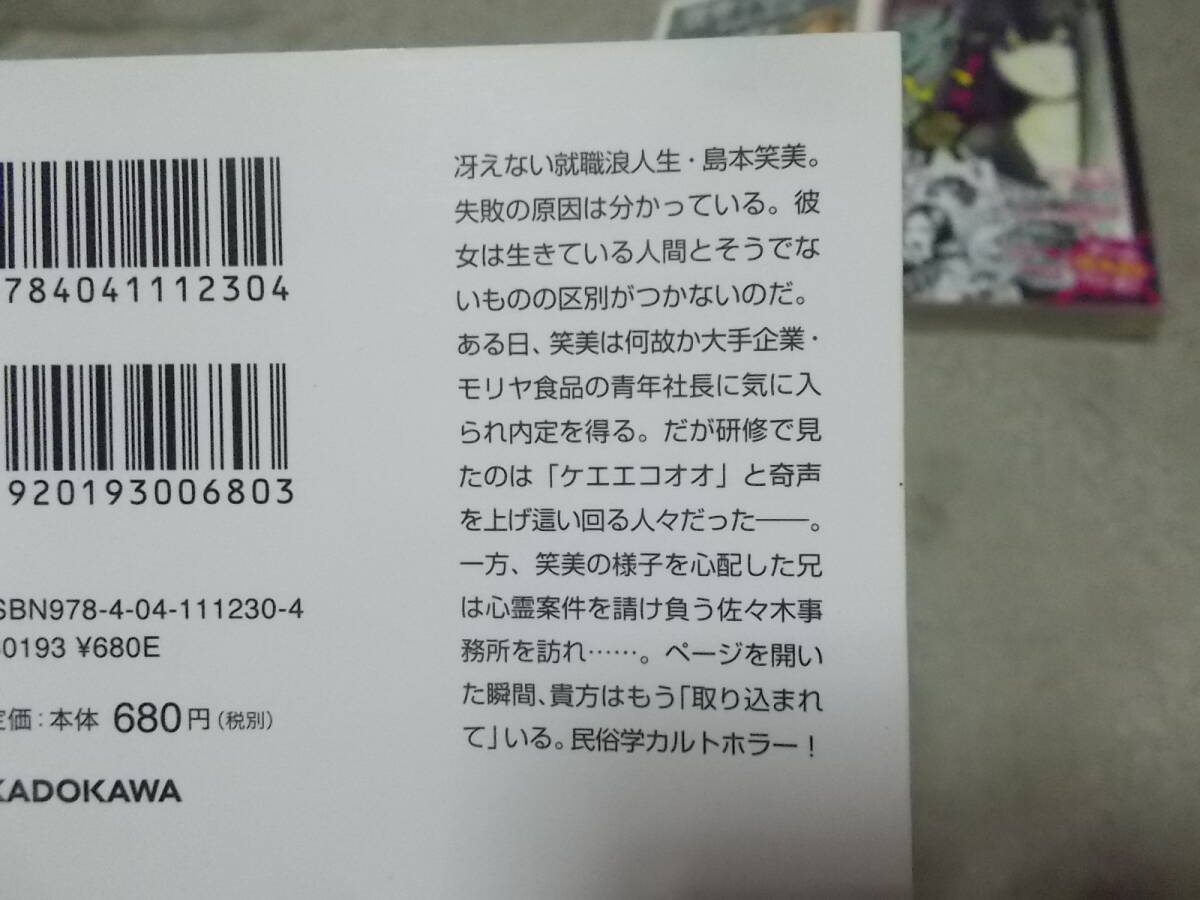 784041112304
920193006803
SBN978-4-04-111230-4
0193 ¥680E
定価：本体 680円（税別）
KADOKAWA
冴えない就職浪人生・島本笑美。
失敗の原因は分かっている。彼
女は生きている人間とそうでな
いものの区別がつかないのだ。
ある日、笑美は何故か大手企業・
モリヤ食品の青年社長に気に入
られ内定を得る。だが研修で見
たのは「ケエエコオオ」と奇声
を上げ這い回る人々だった――。
一方、笑美の様子を心配した兄
は心霊案件を請け負う佐々木事
務所を訪れ……。ページを開い
た瞬間、貴方はもう「取り込まれ
て」いる。民俗学カルトホラー！